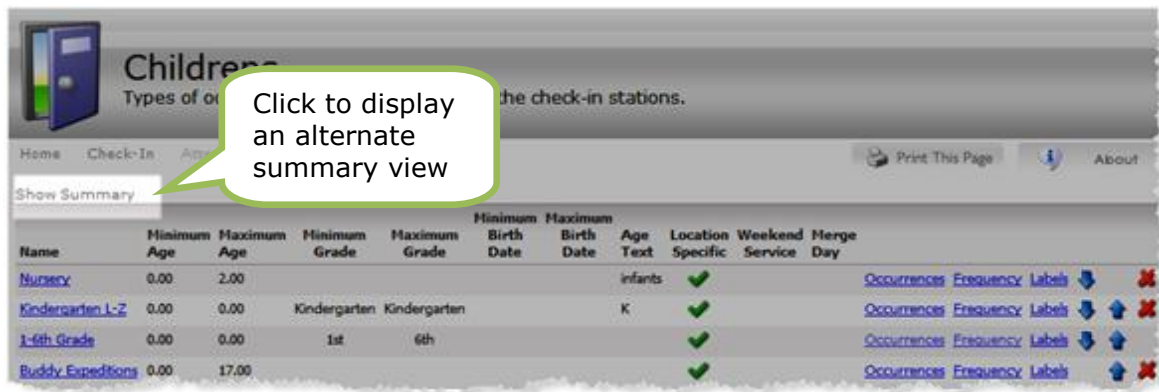 Childrens
Types of oc
the check-in stations.
Click to display
an alternate
summary view
Home Check-In
Print This Page About
Show Summary
Name Minimum Age Maximum Age Minimum Grade Maximum Grade Minimum Birth Date Maximum Birth Date Age Text Location Specific Weekend Service Merge Day
Nursery 0.00 2.00 infants Occurrences Frequency Labels
Kindergarten L-Z 0.00 0.00 Kindergarten Kindergarten K Occurrences Frequency Labels
1-6th Grade 0.00 0.00 1st 6th Occurrences Frequency Labels
Buddy Expeditions 0.00 17.00 Occurrences Frequency Labels